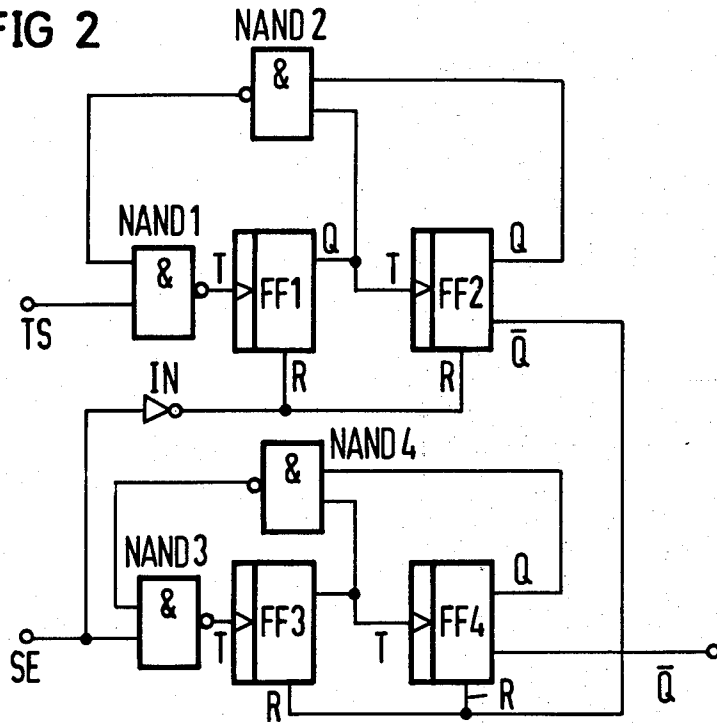 FIG 2
NAND 2
&
NAND 1
&
T
FF1
Q
T
FF2
Q
Q̅
TS
IN
R
R
&
NAND 4
NAND 3
&
T
FF3
T
FF4
Q
Q̅
SE
R
R